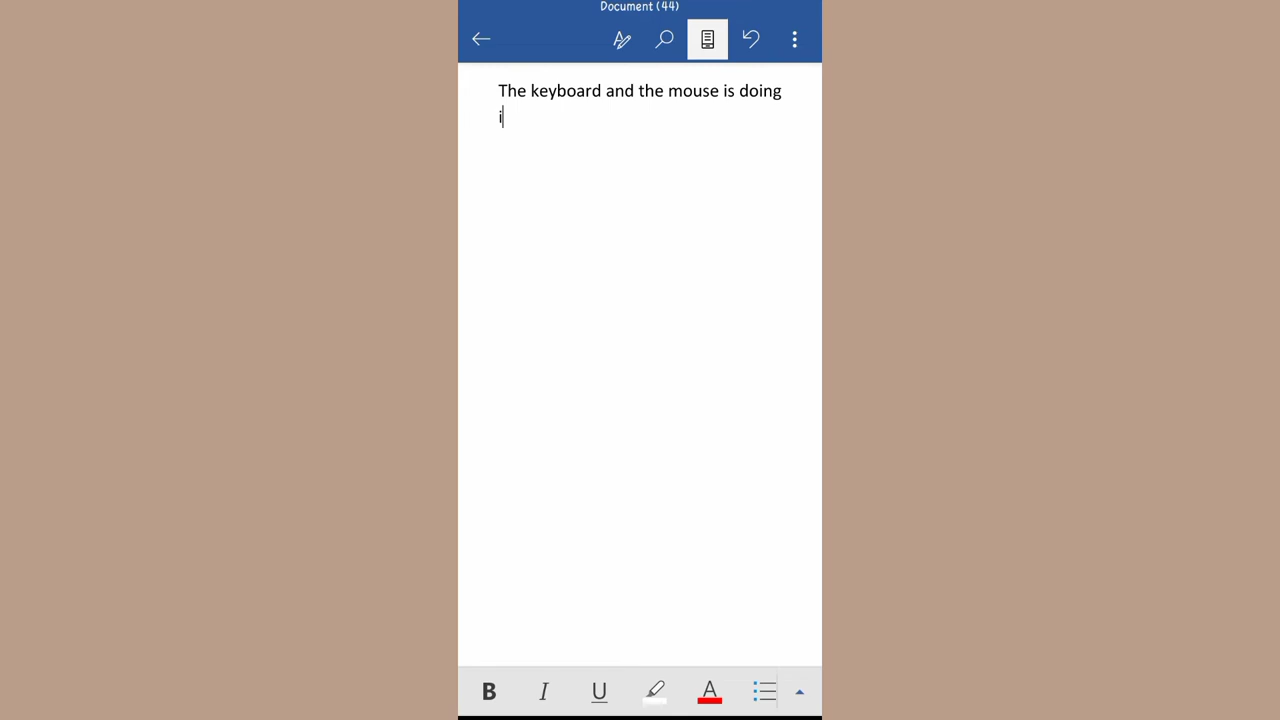 Document (44)
The keyboard and the mouse is doing
i
B I U A